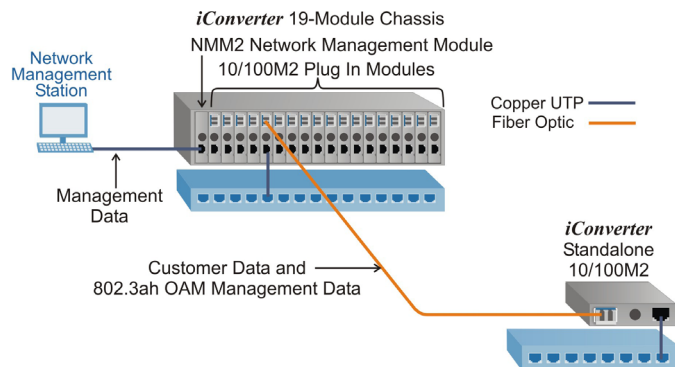 iConverter 19-Module Chassis
NMM2 Network Management Module
10/100M2 Plug In Modules
Network
Management
Station
Copper UTP
Fiber Optic
Management
Data
iConverter
Standalone
10/100M2
Customer Data and
802.3ah OAM Management Data